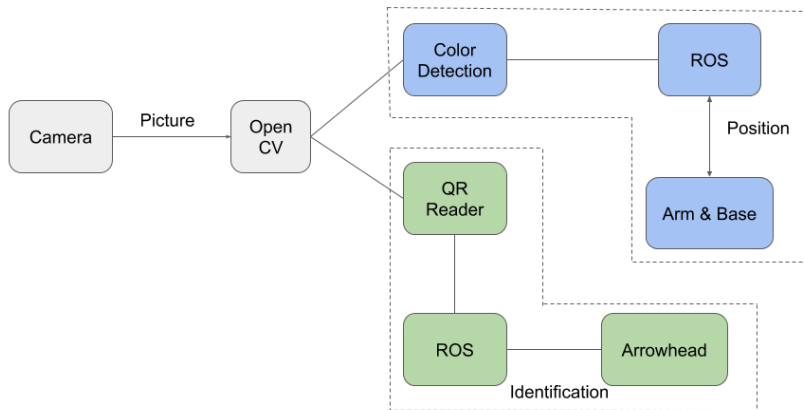 Camera
Picture
Open
CV
Color
Detection
ROS
Position
Arm & Base
QR
Reader
ROS
Arrowhead
Identification